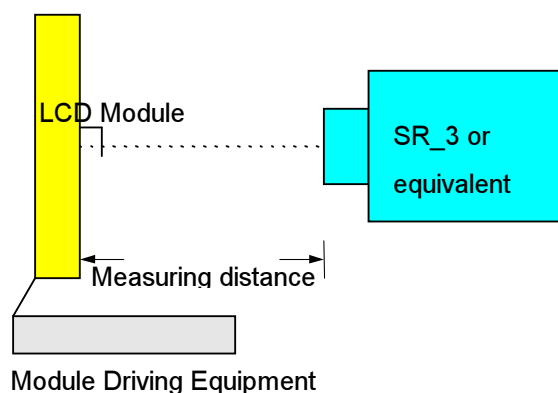 LCD Module
SR_3 or
equivalent
Measuring distance
Module Driving Equipment